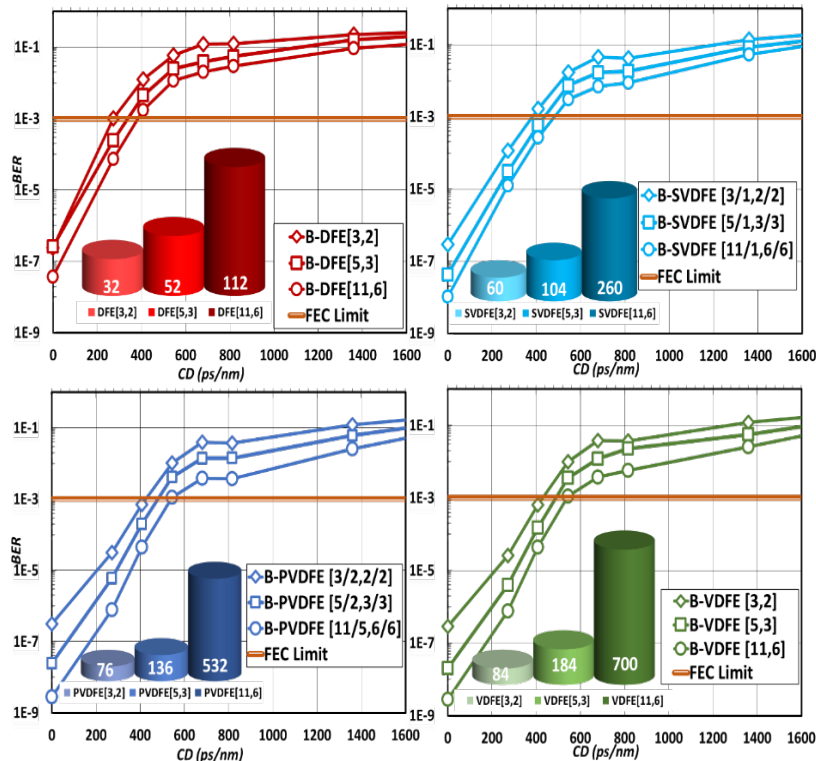 1E-1
1E-3
1E-5
1E-7
1E-9
BER
32
52
112
B-DFE[3,2]
B-DFE[5,3]
B-DFE[11,6]
FEC Limit
DFE[3,2] DFE[5,3] DFE[11,6]
0 200 400 600 800 1000 1200 1400 1600
CD (ps/nm)
1E-1
1E-3
1E-5
1E-7
1E-9
60
104
260
B-SVDFE [3/1,2/2]
B-SVDFE [5/1,3/3]
B-SVDFE [11/1,6/6]
FEC Limit
SVDFE[3,2] SVDFE[5,3] SVDFE[11,6]
0 200 400 600 800 1000 1200 1400 1600
CD (ps/nm)
1E-1
1E-3
1E-5
1E-7
1E-9
BER
76
136
532
B-PVDFE [3/2,2/2]
B-PVDFE [5/2,3/3]
B-PVDFE [11/5,6/6]
FEC Limit
PVDFE[3,2] PVDFE[5,3] PVDFE[11,6]
0 200 400 600 800 1000 1200 1400 1600
CD (ps/nm)
1E-1
1E-3
1E-5
1E-7
1E-9
84
184
700
B-VDFE [3,2]
B-VDFE [5,3]
B-VDFE [11,6]
FEC Limit
VDFE[3,2] VDFE[5,3] VDFE[11,6]
0 200 400 600 800 1000 1200 1400 1600
CD (ps/nm)